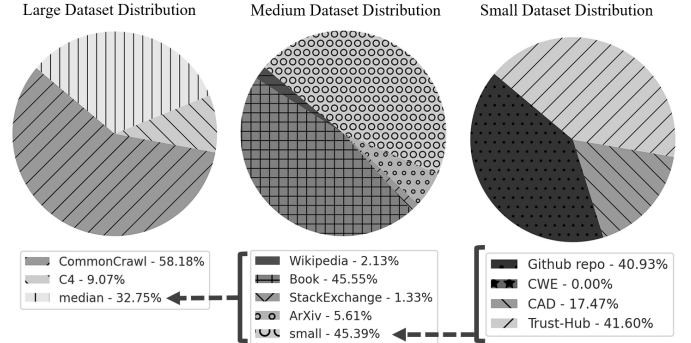 Large Dataset Distribution
Medium Dataset Distribution
Small Dataset Distribution
CommonCrawl - 58.18%
C4 - 9.07%
median - 32.75%
Wikipedia - 2.13%
Book - 45.55%
StackExchange - 1.33%
ArXiv - 5.61%
small - 45.39%
Github repo - 40.93%
CWE - 0.00%
CAD - 17.47%
Trust-Hub - 41.60%